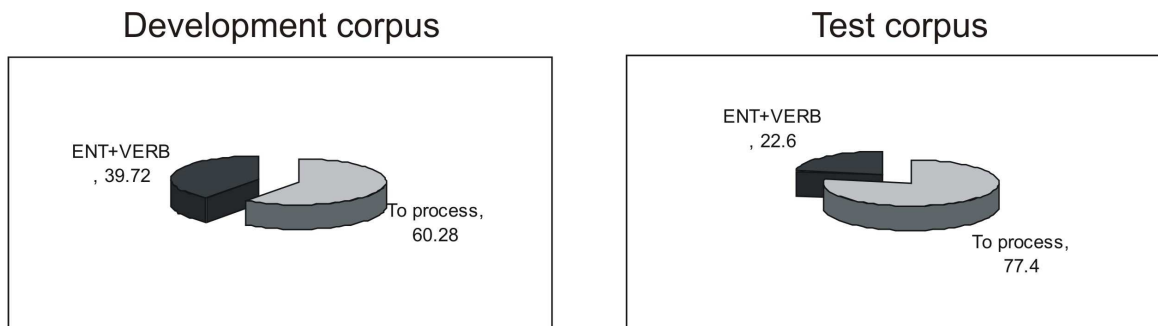 Development corpus
ENT+VERB
, 39.72
To process,
60.28
Test corpus
ENT+VERB
, 22.6
To process,
77.4